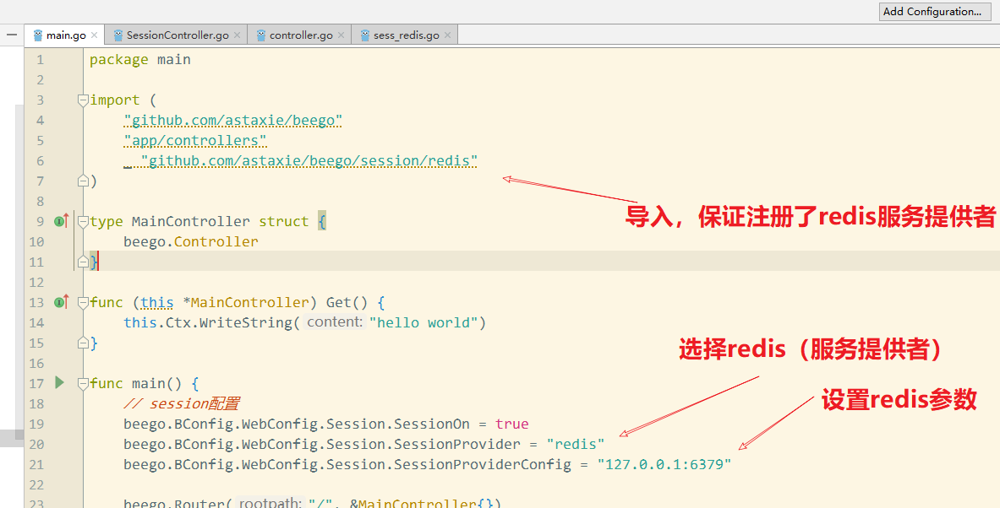 Add Configuration...
main.go SessionController.go controller.go sess_redis.go
1 package main
2
3 import (
4 "github.com/astaxie/beego"
5 "app/controllers"
6 _ "github.com/astaxie/beego/session/redis"
7 )
导入，保证注册了redis服务提供者
8
9 type MainController struct {
10 beego.Controller
11 }
12
13 func (this *MainController) Get() {
14 this.Ctx.WriteString( content: "hello world")
15 }
选择redis（服务提供者）
16
17 func main() {
设置redis参数
18 // session配置
19 beego.BConfig.WebConfig.Session.SessionOn = true
20 beego.BConfig.WebConfig.Session.SessionProvider = "redis"
21 beego.BConfig.WebConfig.Session.SessionProviderConfig = "127.0.0.1:6379"
22
23 beego.Router( rootpath: "/", &MainController{})